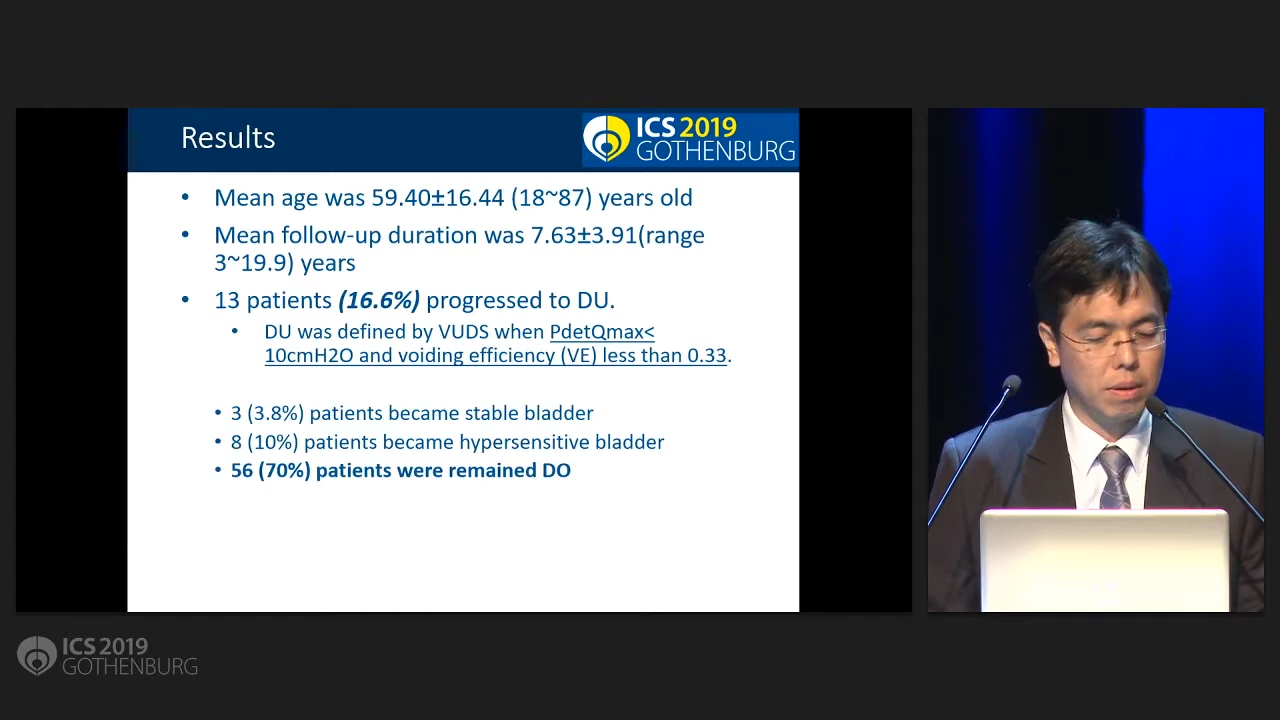 Results
ICS 2019
GOTHENBURG
• Mean age was 59.40±16.44 (18~87) years old
• Mean follow-up duration was 7.63±3.91(range
3~19.9) years
• 13 patients (16.6%) progressed to DU.
• DU was defined by VUDS when PdetQmax<
10cmH2O and voiding efficiency (VE) less than 0.33.
• 3 (3.8%) patients became stable bladder
• 8 (10%) patients became hypersensitive bladder
• 56 (70%) patients were remained DO
ICS 2019
GOTHENBURG